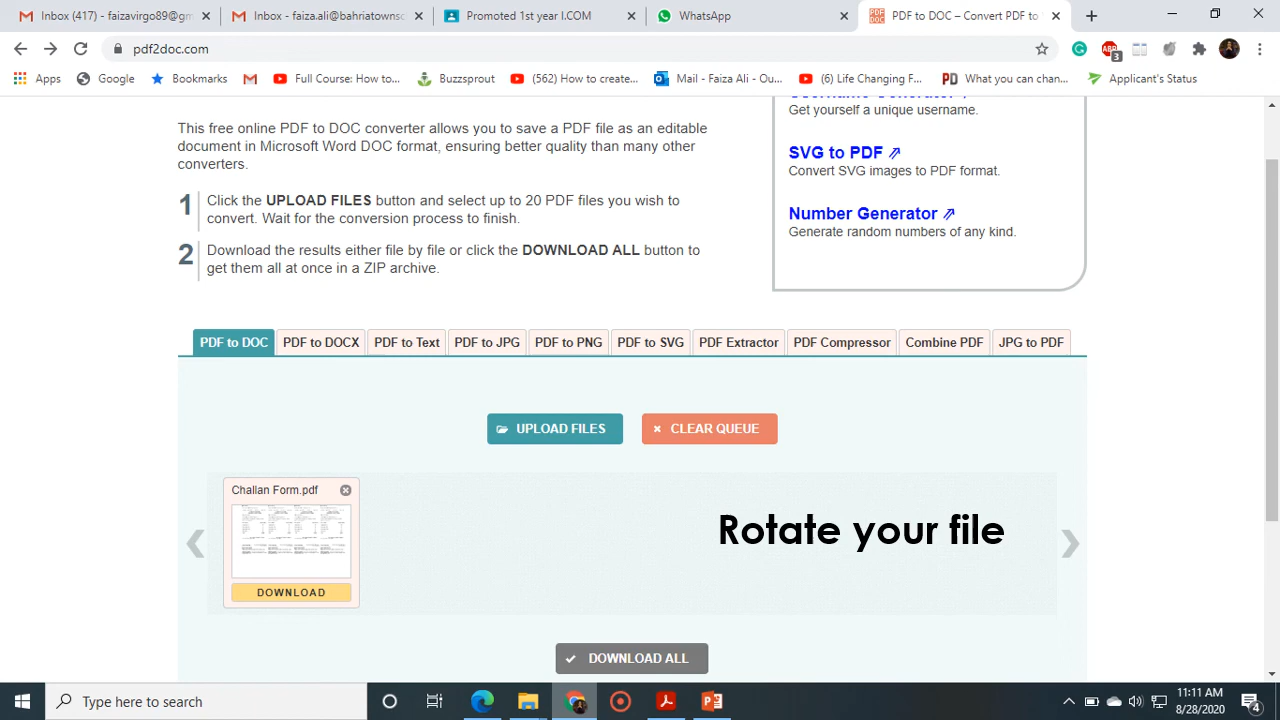 Inbox (417) - faizavirgo89@gm
Inbox - faiza.ali@bahriatownsc
Promoted 1st year I.COM
WhatsApp
PDF to DOC – Convert PDF to
pdf2doc.com
3
Apps
Google
Bookmarks
Full Course: How to...
Buzzsprout
(562) How to create...
Mail - Faiza Ali - Ou...
(6) Life Changing F...
What you can chan...
Applicant's Status
Get yourself a unique username.
This free online PDF to DOC converter allows you to save a PDF file as an editable
document in Microsoft Word DOC format, ensuring better quality than many other
converters.
SVG to PDF
Convert SVG images to PDF format.
1 Click the UPLOAD FILES button and select up to 20 PDF files you wish to
convert. Wait for the conversion process to finish.
Number Generator
Generate random numbers of any kind.
2 Download the results either file by file or click the DOWNLOAD ALL button to
get them all at once in a ZIP archive.
PDF to DOC PDF to DOCX PDF to Text PDF to JPG PDF to PNG PDF to SVG PDF Extractor PDF Compressor Combine PDF JPG to PDF
UPLOAD FILES
CLEAR QUEUE
Challan Form.pdf
Rotate your file
DOWNLOAD
DOWNLOAD ALL
Type here to search
11:11 AM
8/28/2020
4